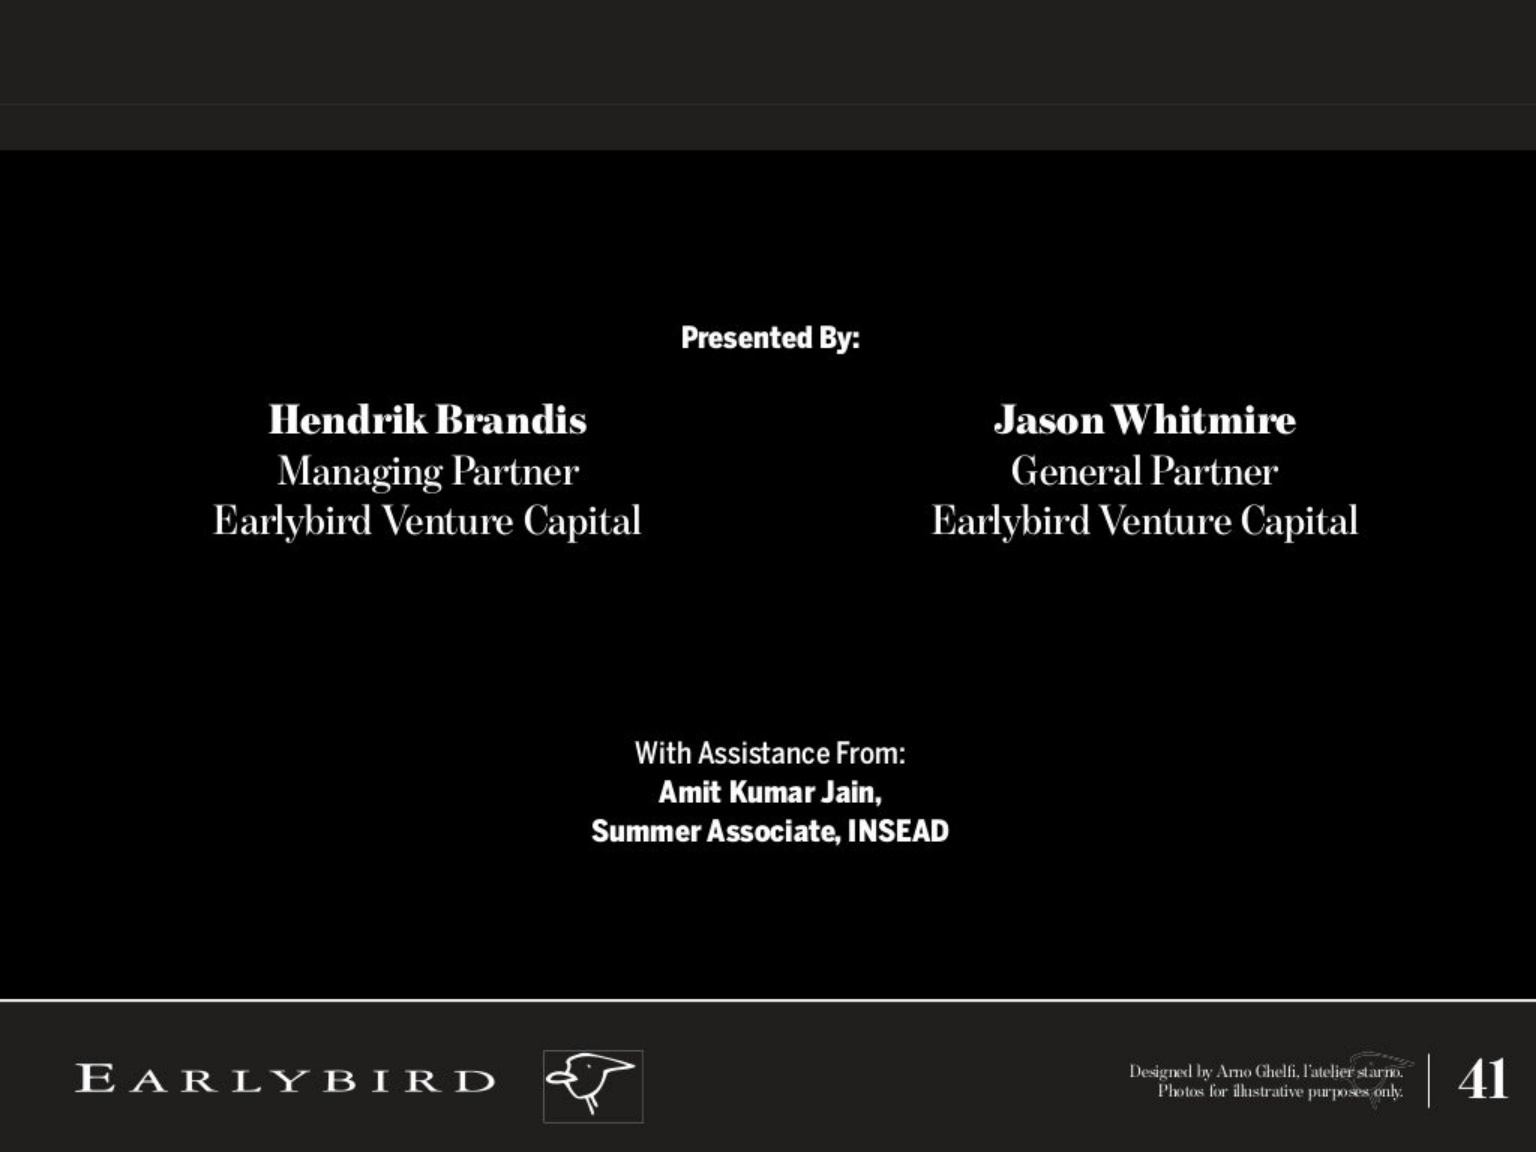 Presented By:
Hendrik Brandis
Managing Partner
Earlybird Venture Capital
Jason Whitmire
General Partner
Earlybird Venture Capital
With Assistance From:
Amit Kumar Jain,
Summer Associate, INSEAD
EARLYBIRD
Designed by Arno Ghelfi, l'atelier starno.
Photos for illustrative purposes only.
41